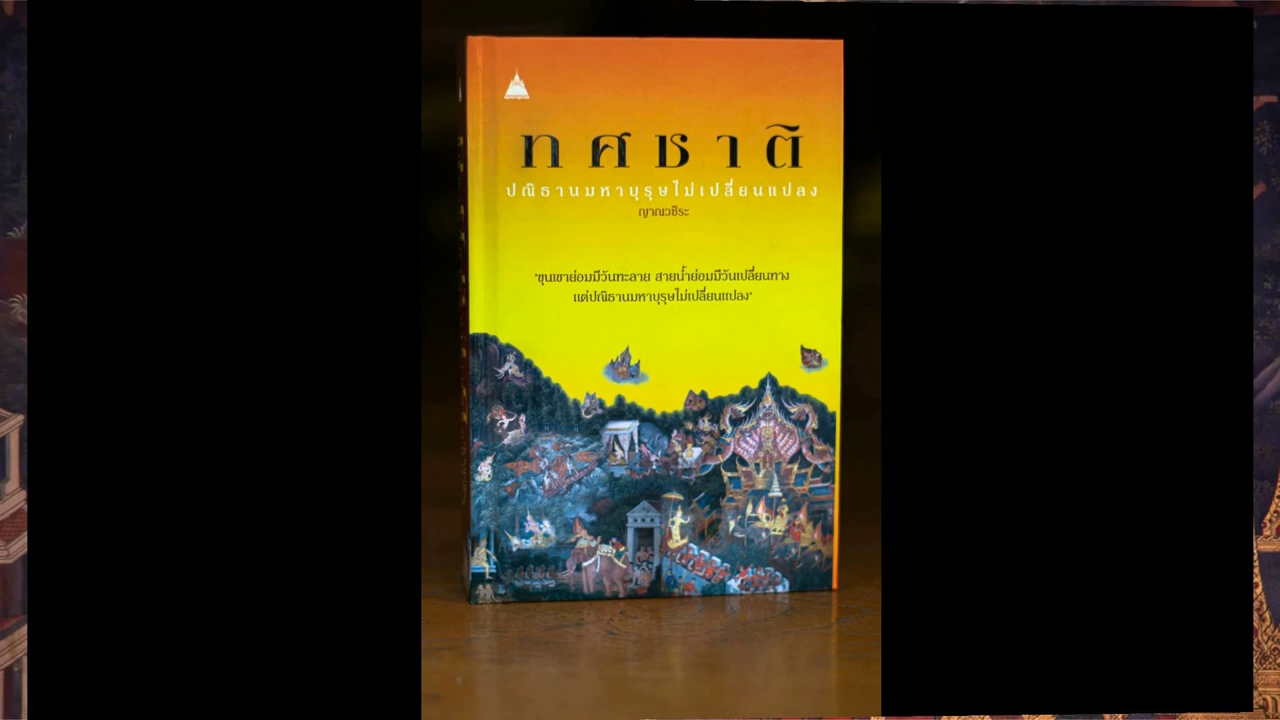 ทศชาติ
ปณิธานมหาบุรุษไม่เปลี่ยนแปลง
ญาณวชิระ
"ขุนเขาย่อมมีวันทะลาย สายน้ำย่อมมีวันเปลี่ยนทาง
แต่ปณิธานมหาบุรุษไม่เปลี่ยนแปลง"